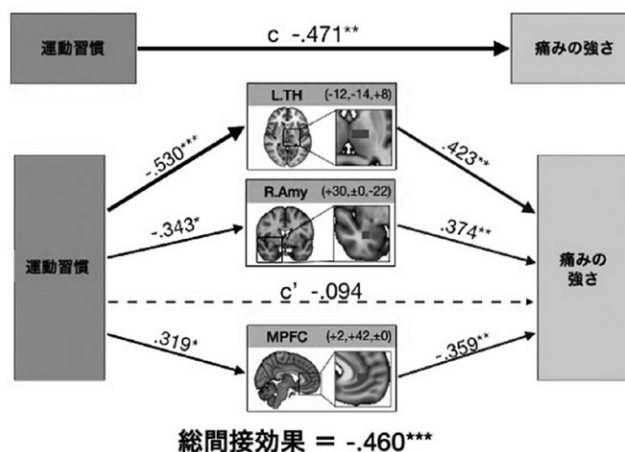 運動習慣
c -.471**
痛みの強さ
L.TH (-12,-14,+8)
-.530***
.423**
R.Amy (+30,±0,-22)
-.343*
.374**
運動習慣
痛みの
強さ
c' -.094
.319*
MPFC (+2,+42,±0)
-.359**
総間接効果 = -.460***